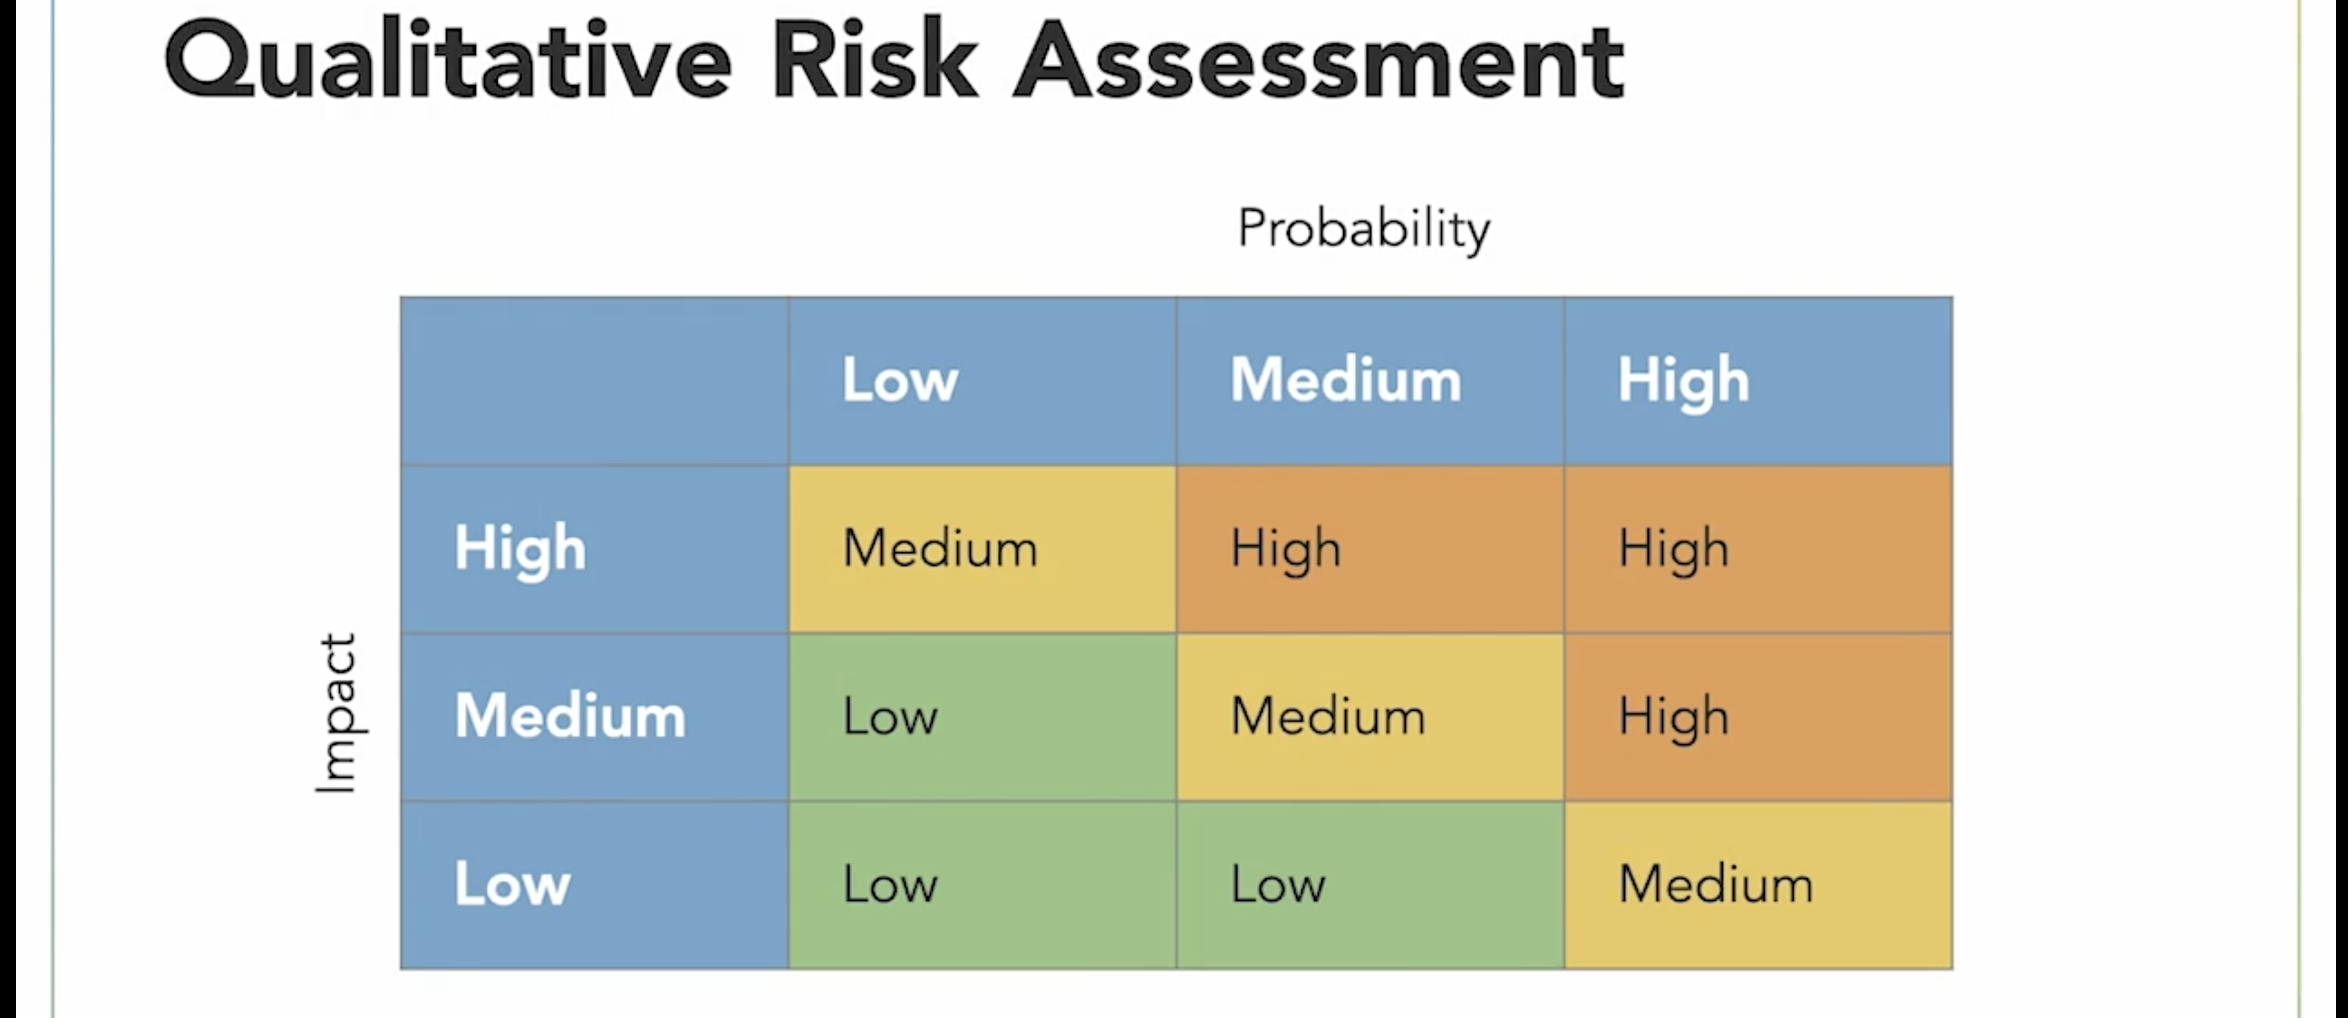 Qualitative Risk Assessment
Probability
Low Medium High
High Medium High High
Impact
Medium Low Medium High
Low Low Low Medium